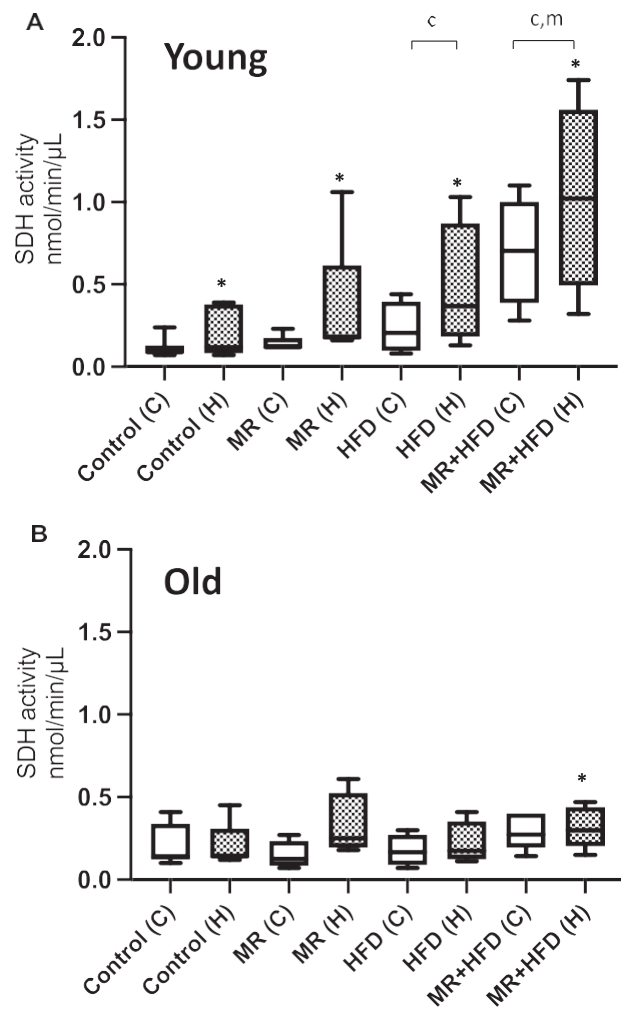 A
Young
c
c,m
SDH activity
nmol/min/µL
2.0
1.5
1.0
0.5
0.0
*
*
*
*
Control (C)
Control (H)
MR (C)
MR (H)
HFD (C)
HFD (H)
MR+HFD (C)
MR+HFD (H)
B
Old
SDH activity
nmol/min/µL
2.0
1.5
1.0
0.5
0.0
*
Control (C)
Control (H)
MR (C)
MR (H)
HFD (C)
HFD (H)
MR+HFD (C)
MR+HFD (H)